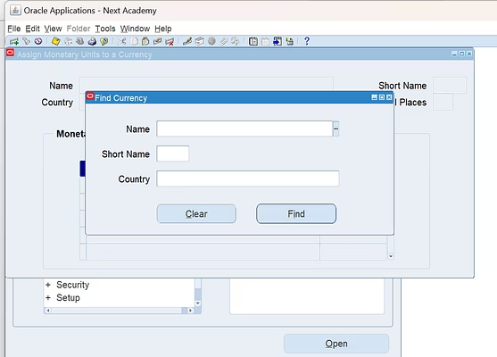 Oracle Applications - Next Academy
File Edit View Folder Tools Window Help
Assign Monetary Units to a Currency
Name
Short Name
Country
Places
Find Currency
Name
Short Name
Country
Clear
Find
+ Security
+ Setup
Open